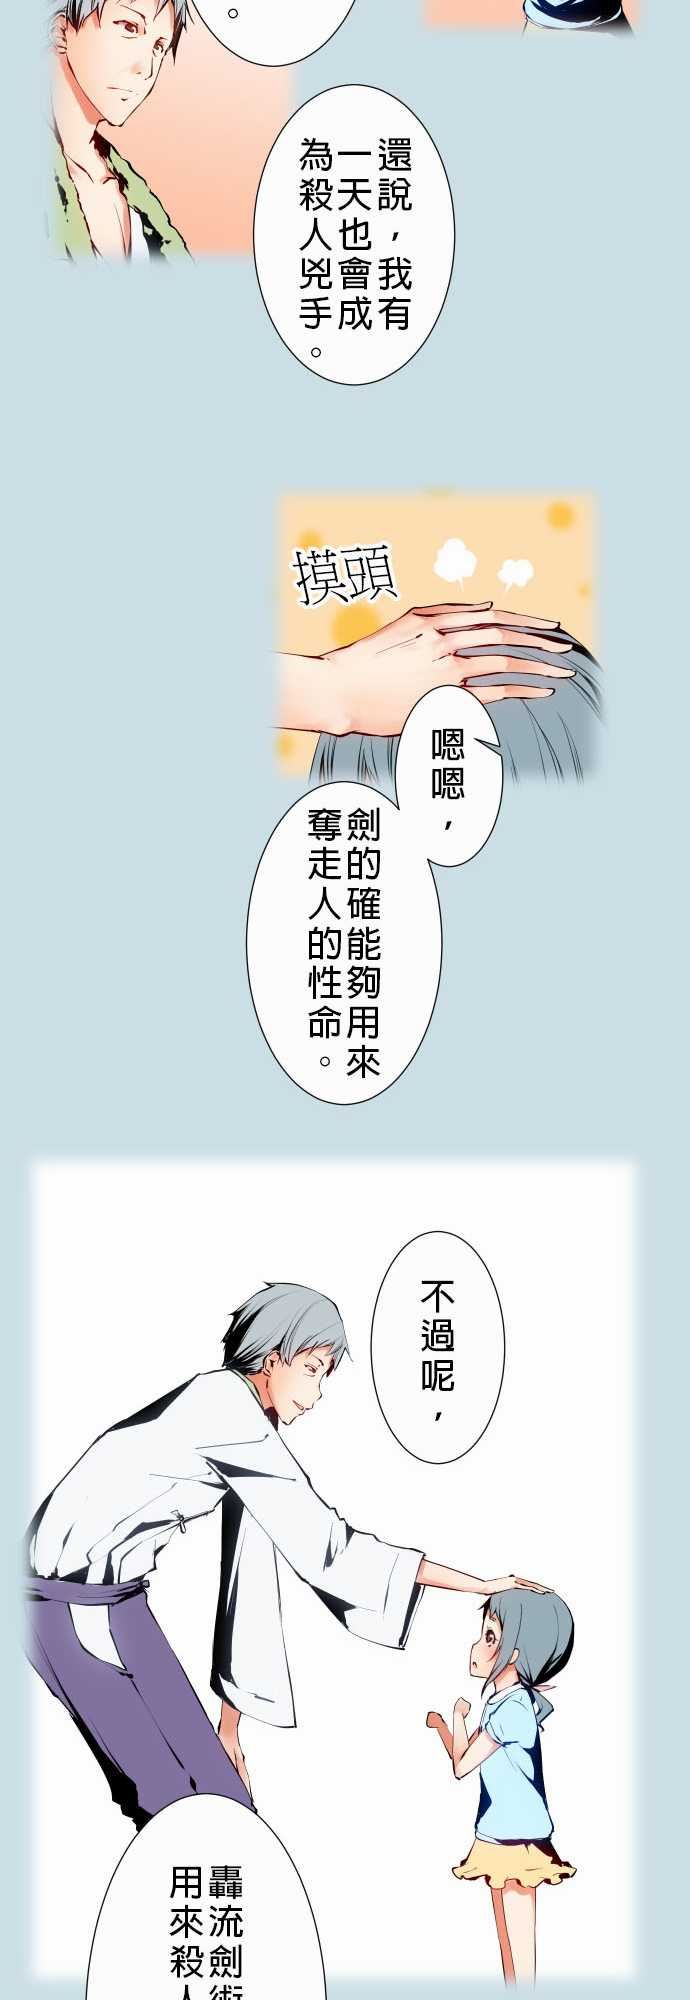 。
還說，我有
一天也會成
為殺人兇手。
摸頭
嗯嗯，
劍的確能夠用來
奪走人的性命。
不過呢，
轟流劍術
用來殺人